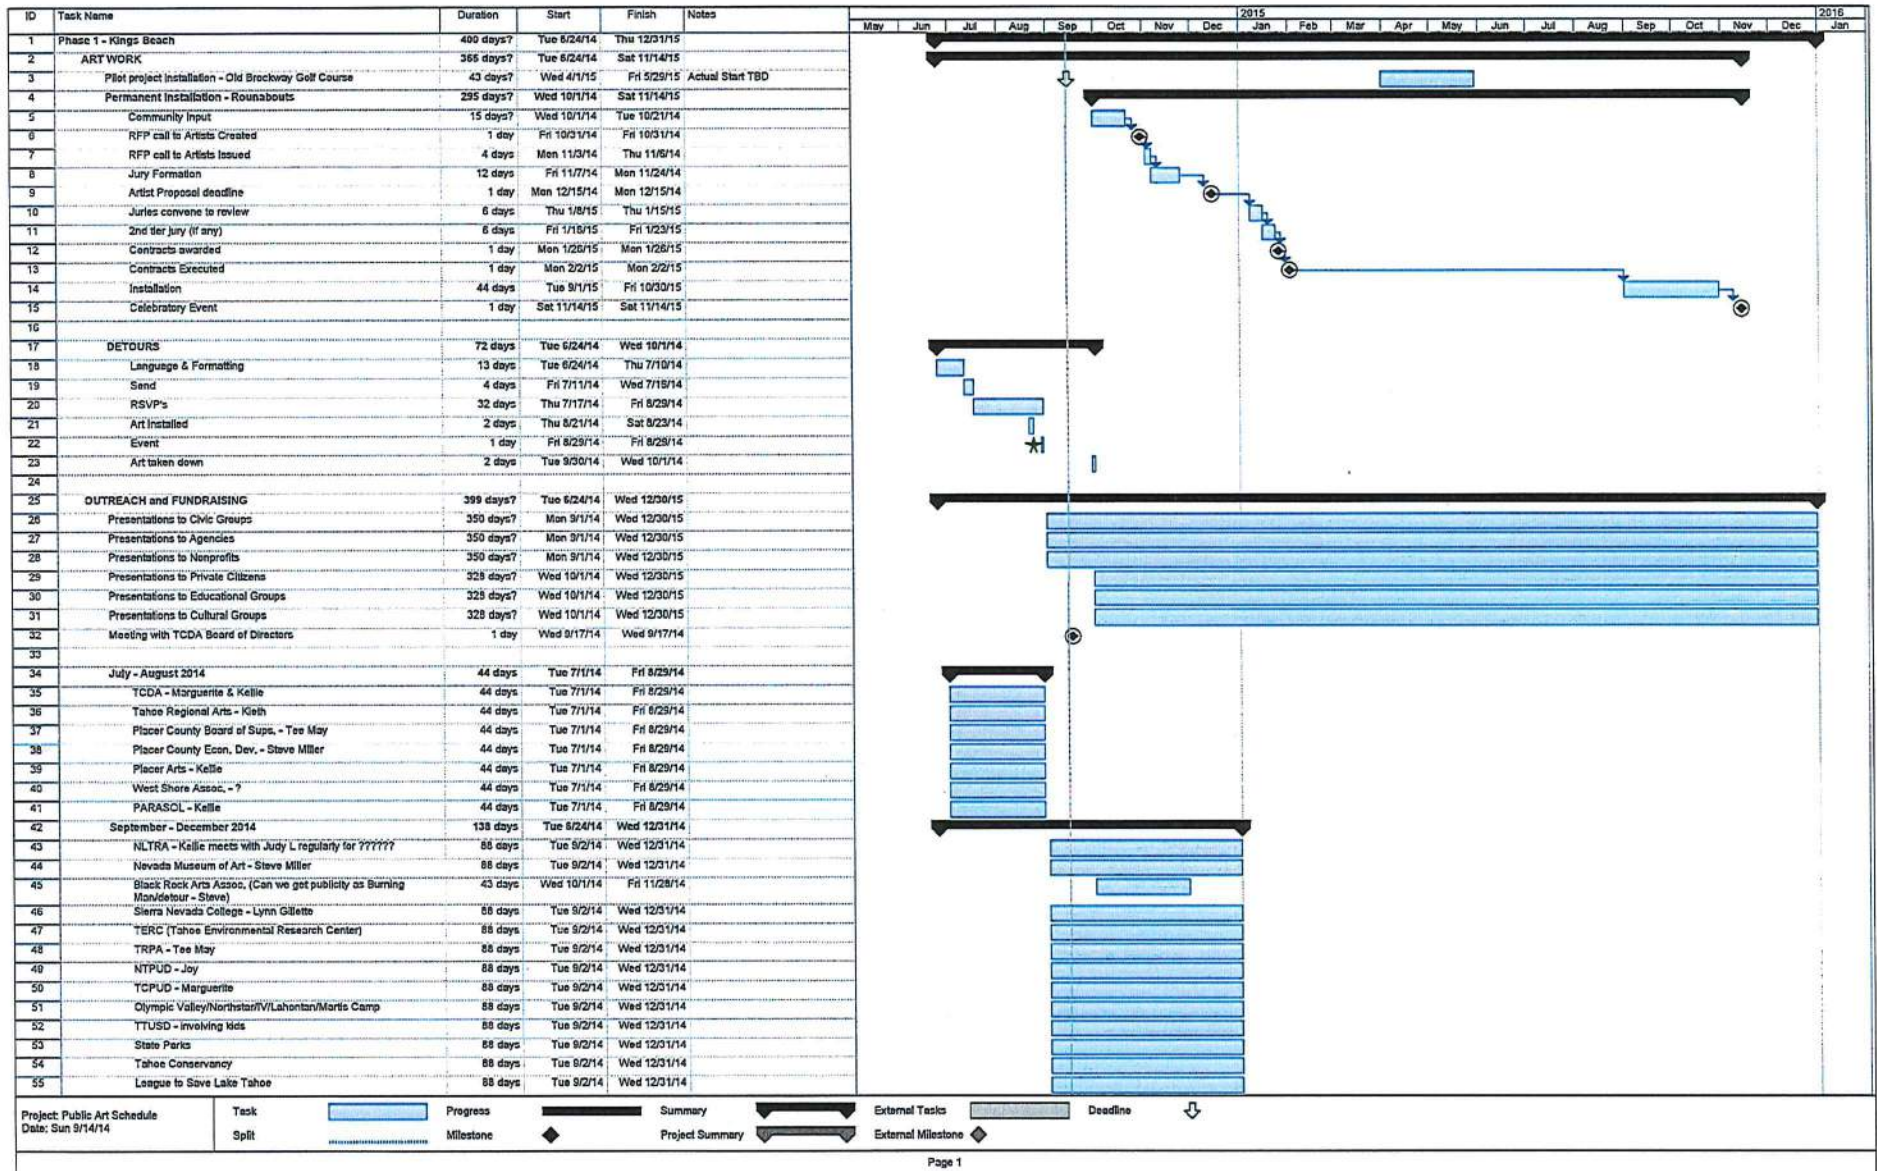 ID Task Name Duration Start Finish Notes
2015 2016
May Jun Jul Aug Sep Oct Nov Dec Jan Feb Mar Apr May Jun Jul Aug Sep Oct Nov Dec Jan
1 Phase 1 - Kings Beach 400 days? Tue 6/24/14 Thu 12/31/15
2 ART WORK 365 days? Tue 6/24/14 Sat 11/14/15
3 Pilot project installation - Old Brockway Golf Course 43 days? Wed 4/1/15 Fri 5/29/15 Actual Start TBD
4 Permanent Installation - Rounabouts 295 days? Wed 10/1/14 Sat 11/14/15
5 Community Input 15 days? Wed 10/1/14 Tue 10/21/14
6 RFP call to Artists Created 1 day Fri 10/31/14 Fri 10/31/14
7 RFP call to Artists Issued 4 days Mon 11/3/14 Thu 11/6/14
8 Jury Formation 12 days Fri 11/7/14 Mon 11/24/14
9 Artist Proposal deadline 1 day Mon 12/15/14 Mon 12/15/14
10 Juries convene to review 6 days Thu 1/8/15 Thu 1/15/15
11 2nd tier jury (if any) 6 days Fri 1/16/15 Fri 1/23/15
12 Contracts awarded 1 day Mon 1/26/15 Mon 1/26/15
13 Contracts Executed 1 day Mon 2/2/15 Mon 2/2/15
14 Installation 44 days Tue 9/1/15 Fri 10/30/15
15 Celebratory Event 1 day Sat 11/14/15 Sat 11/14/15
16
17 DETOURS 72 days Tue 6/24/14 Wed 10/1/14
18 Language & Formatting 13 days Tue 6/24/14 Thu 7/10/14
19 Send 4 days Fri 7/11/14 Wed 7/16/14
20 RSVP's 32 days Thu 7/17/14 Fri 8/29/14
21 Art Installed 2 days Thu 8/21/14 Sat 8/23/14
22 Event 1 day Fri 8/29/14 Fri 8/29/14
23 Art taken down 2 days Tue 9/30/14 Wed 10/1/14
24
25 OUTREACH and FUNDRAISING 399 days? Tue 6/24/14 Wed 12/30/15
26 Presentations to Civic Groups 350 days? Mon 9/1/14 Wed 12/30/15
27 Presentations to Agencies 350 days? Mon 9/1/14 Wed 12/30/15
28 Presentations to Nonprofits 350 days? Mon 9/1/14 Wed 12/30/15
29 Presentations to Private Citizens 328 days? Wed 10/1/14 Wed 12/30/15
30 Presentations to Educational Groups 328 days? Wed 10/1/14 Wed 12/30/15
31 Presentations to Cultural Groups 328 days? Wed 10/1/14 Wed 12/30/15
32 Meeting with TCDA Board of Directors 1 day Wed 9/17/14 Wed 9/17/14
33
34 July - August 2014 44 days Tue 7/1/14 Fri 8/29/14
35 TCDA - Marguerite & Kellie 44 days Tue 7/1/14 Fri 8/29/14
36 Tahoe Regional Arts - Kieth 44 days Tue 7/1/14 Fri 8/29/14
37 Placer County Board of Sups. - Tee May 44 days Tue 7/1/14 Fri 8/29/14
38 Placer County Econ. Dev. - Steve Miller 44 days Tue 7/1/14 Fri 8/29/14
39 Placer Arts - Kellie 44 days Tue 7/1/14 Fri 8/29/14
40 West Shore Assoc. - ? 44 days Tue 7/1/14 Fri 8/29/14
41 PARASOL - Kellie 44 days Tue 7/1/14 Fri 8/29/14
42 September - December 2014 138 days Tue 6/24/14 Wed 12/31/14
43 NLTRA - Kellie meets with Judy L regularly for ?????? 88 days Tue 9/2/14 Wed 12/31/14
44 Nevada Museum of Art - Steve Miller 88 days Tue 9/2/14 Wed 12/31/14
45 Black Rock Arts Assoc. (Can we get publicity as Burning 43 days Wed 10/1/14 Fri 11/28/14
Man/detour - Steve)
46 Sierra Nevada College - Lynn Gillette 88 days Tue 9/2/14 Wed 12/31/14
47 TERC (Tahoe Environmental Research Center) 88 days Tue 9/2/14 Wed 12/31/14
48 TRPA - Tee May 88 days Tue 9/2/14 Wed 12/31/14
49 NTPUD - Joy 88 days Tue 9/2/14 Wed 12/31/14
50 TCPUD - Marguerite 88 days Tue 9/2/14 Wed 12/31/14
51 Olympic Valley/Northstar/IV/Lahontan/Martis Camp 88 days Tue 9/2/14 Wed 12/31/14
52 TTUSD - involving kids 88 days Tue 9/2/14 Wed 12/31/14
53 State Parks 88 days Tue 9/2/14 Wed 12/31/14
54 Tahoe Conservancy 88 days Tue 9/2/14 Wed 12/31/14
55 League to Save Lake Tahoe 88 days Tue 9/2/14 Wed 12/31/14
Project: Public Art Schedule
Date: Sun 9/14/14
Task Progress Summary External Tasks Deadline
Split Milestone Project Summary External Milestone
Page 1